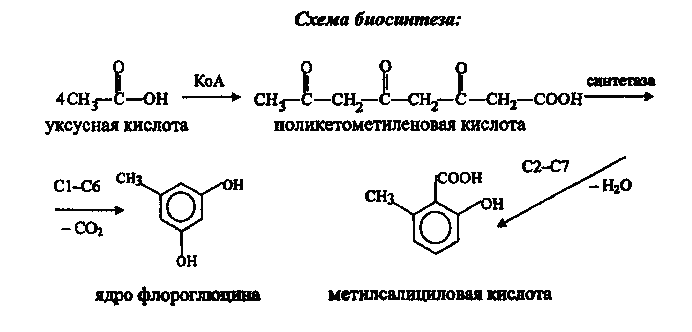 Схема биосинтеза:
O
4CH₃–C–OH
уксусная кислота
КоА
O O O
CH₃–C–CH₂–C–CH₂–C–CH₂–COOH
поликетометиленовая кислота
синтетаза
C1–C6
– CO₂
CH₃
OH
OH
ядро флороглюцина
COOH
CH₃
OH
метилсалициловая кислота
C2–C7
– H₂O